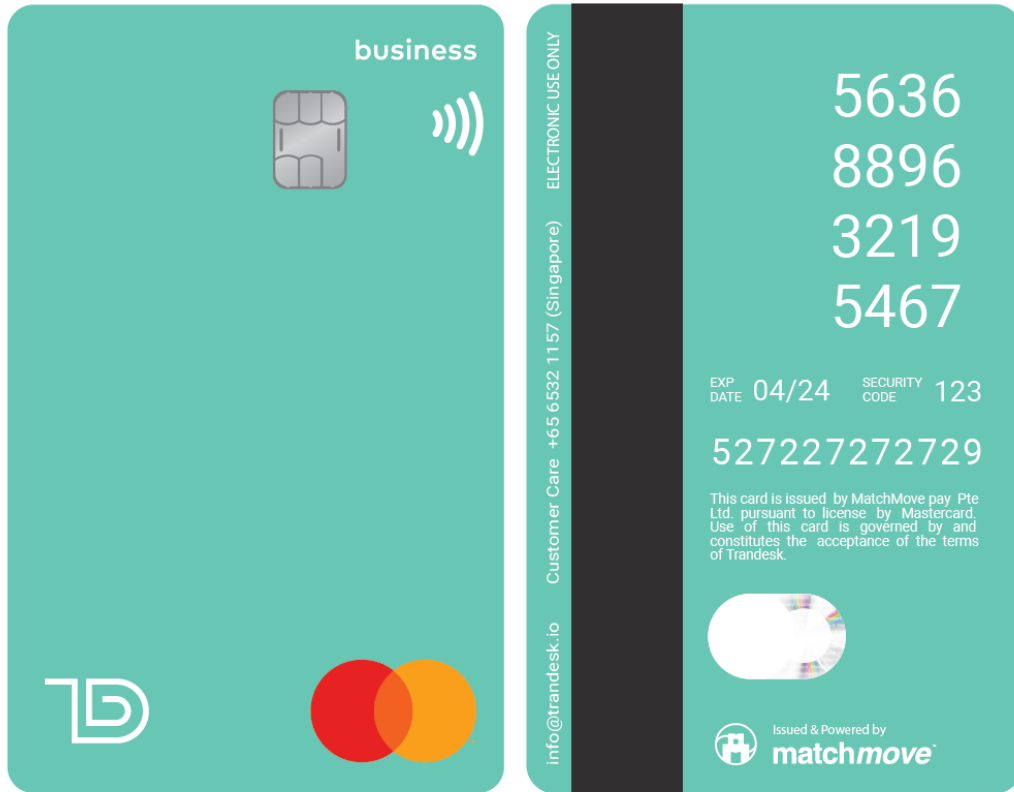 business
ELECTRONIC USE ONLY
Customer Care +65 6532 1157 (Singapore)
info@trandesk.io
5636
8896
3219
5467
EXP
DATE 04/24
SECURITY
CODE 123
527227272729
This card is issued by MatchMove pay Pte
Ltd. pursuant to license by Mastercard.
Use of this card is governed by and
constitutes the acceptance of the terms
of Trandesk.
Issued & Powered by
matchmove